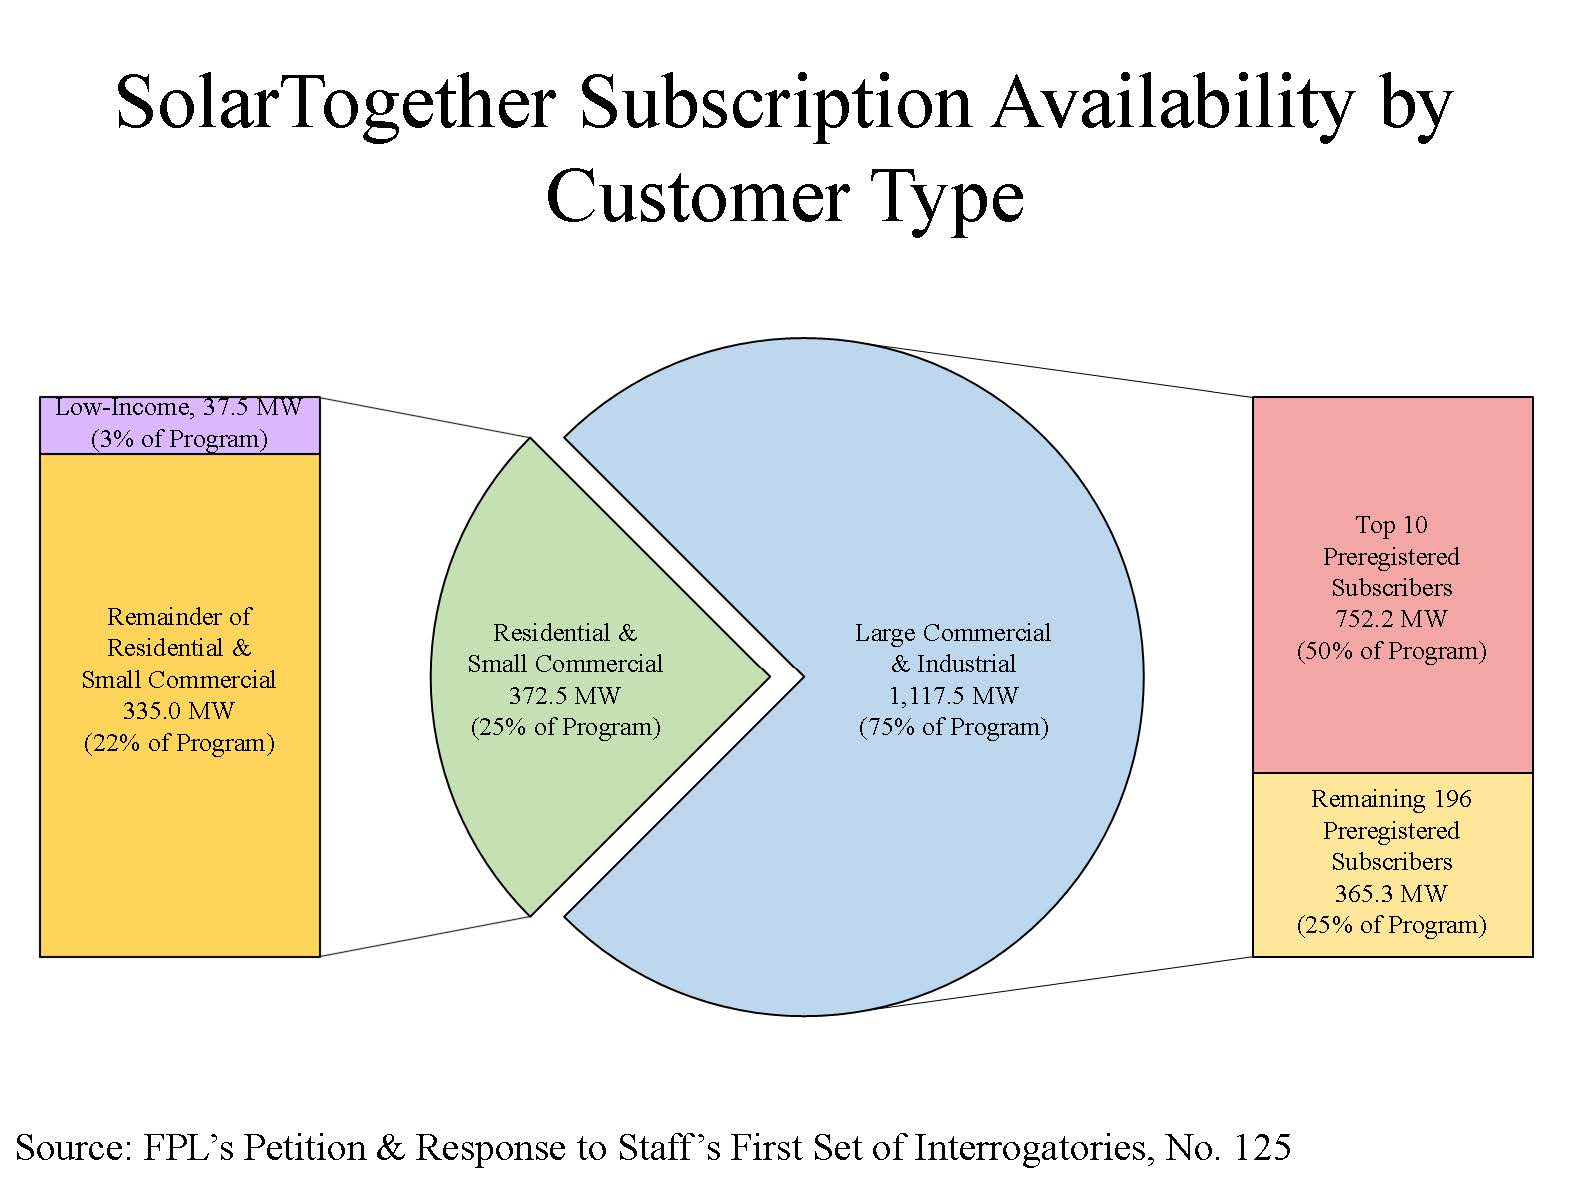 SolarTogether Subscription Availability by
Customer Type
Low-Income, 37.5 MW
(3% of Program)
Remainder of
Residential &
Small Commercial
335.0 MW
(22% of Program)
Residential &
Small Commercial
372.5 MW
(25% of Program)
Large Commercial
& Industrial
1,117.5 MW
(75% of Program)
Top 10
Preregistered
Subscribers
752.2 MW
(50% of Program)
Remaining 196
Preregistered
Subscribers
365.3 MW
(25% of Program)
Source: FPL’s Petition & Response to Staff’s First Set of Interrogatories, No. 125